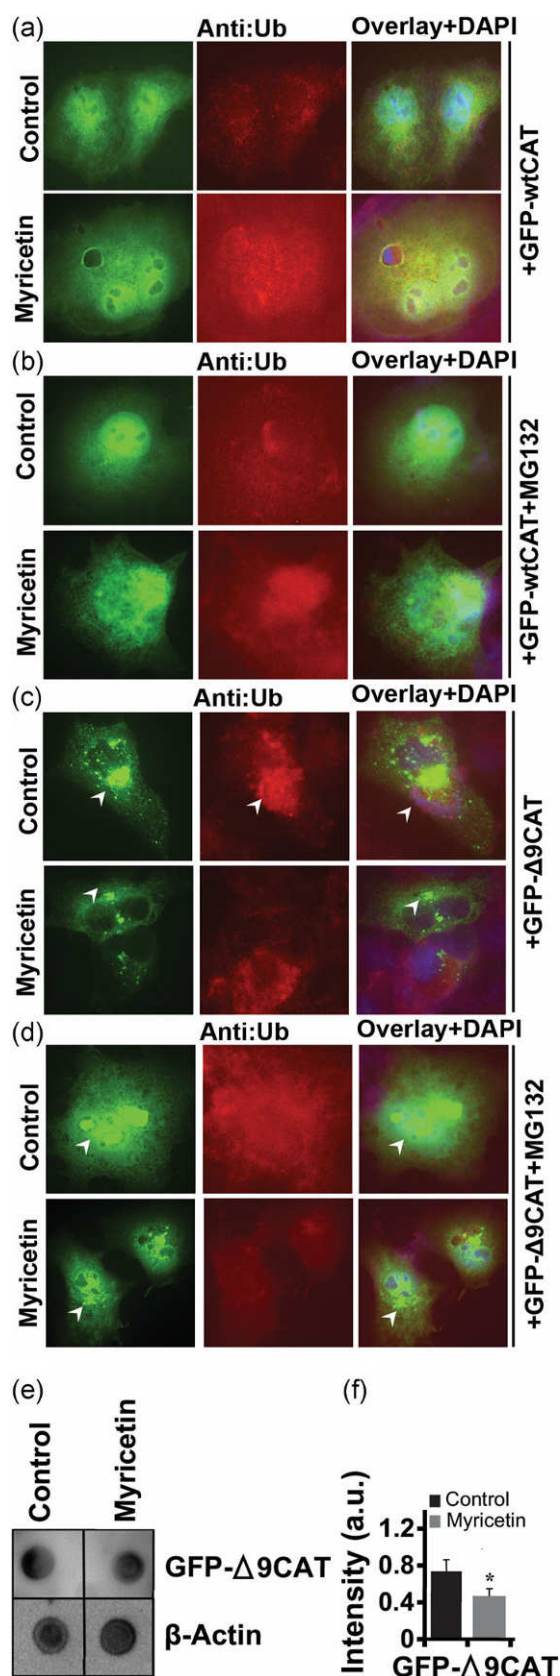 (a)
Anti:Ub Overlay+DAPI
Control
Myricetin
+GFP-wtCAT
(b)
Anti:Ub Overlay+DAPI
Control
Myricetin
+GFP-wtCAT+MG132
(c)
Anti:Ub Overlay+DAPI
Control
Myricetin
+GFP-Δ9CAT
(d)
Anti:Ub Overlay+DAPI
Control
Myricetin
+GFP-Δ9CAT+MG132
(e)
Control Myricetin
GFP-Δ9CAT
β-Actin
(f)
Intensity (a.u.)
Control
Myricetin
1.2
0.8
0.4
0
*
GFP-Δ9CAT